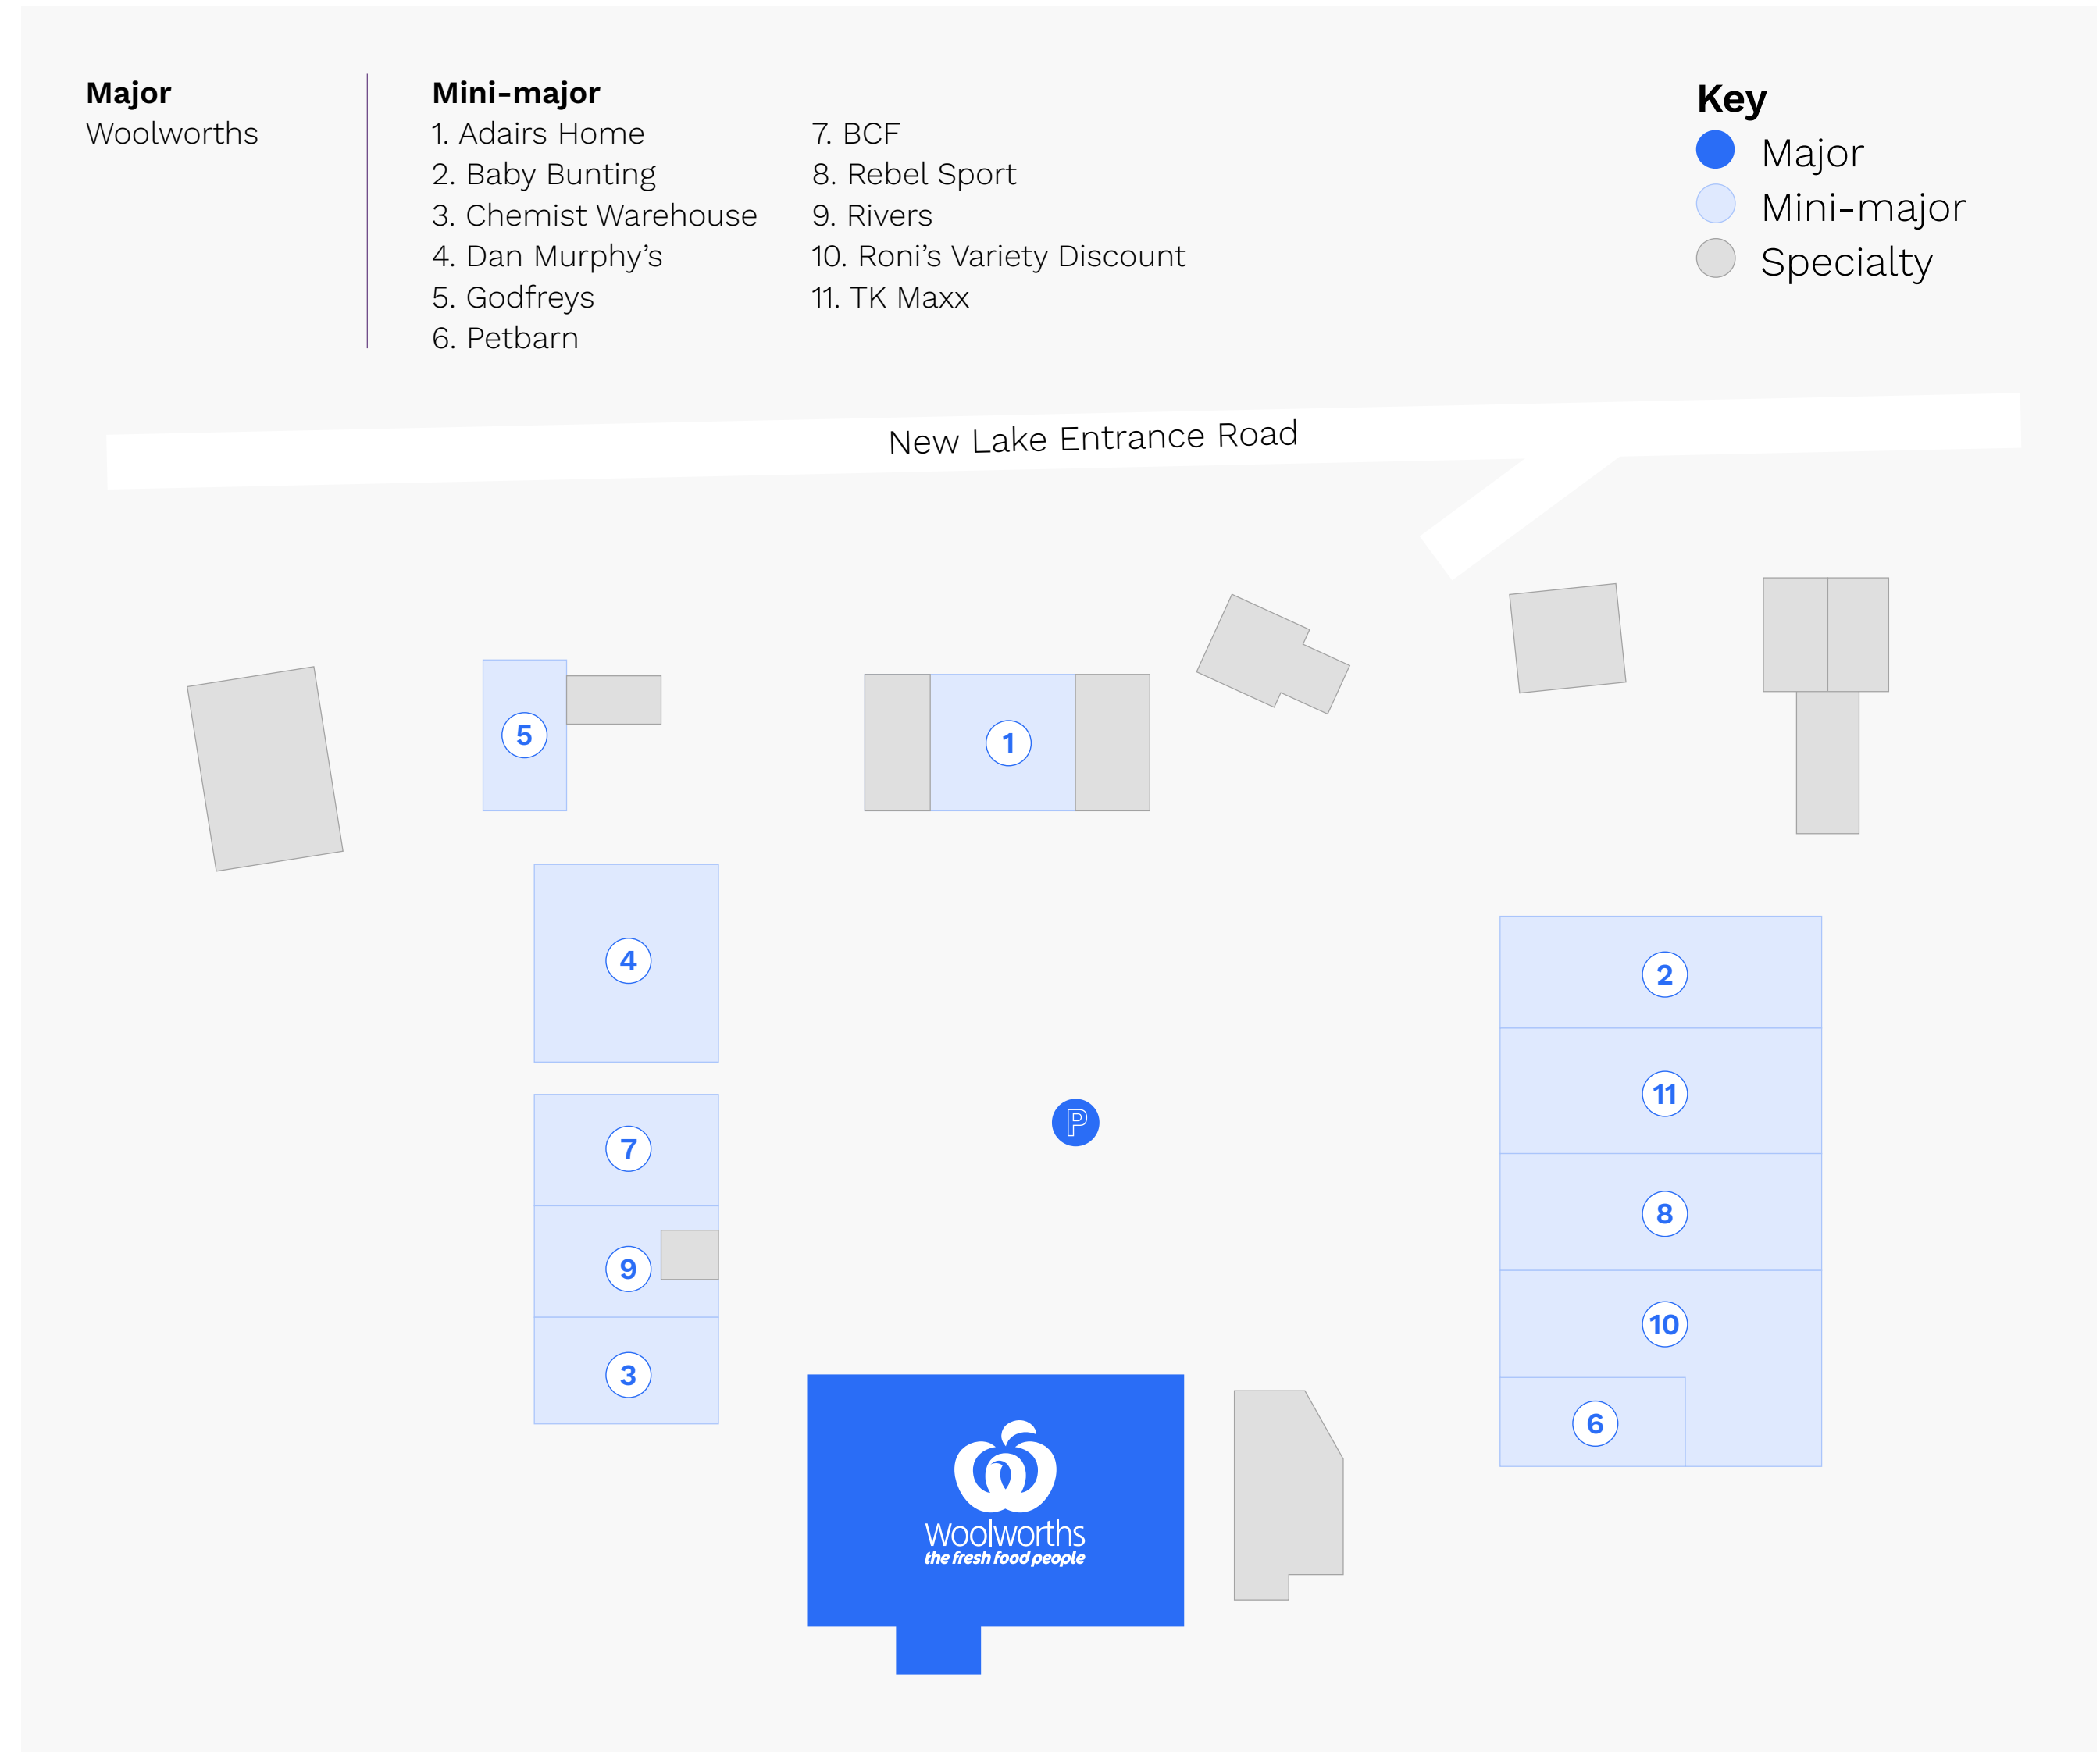 Major
Woolworths
Mini-major
1. Adairs Home
2. Baby Bunting
3. Chemist Warehouse
4. Dan Murphy’s
5. Godfreys
6. Petbarn
7. BCF
8. Rebel Sport
9. Rivers
10. Roni’s Variety Discount
11. TK Maxx
Key
Major
Mini-major
Specialty
New Lake Entrance Road
5
1
4
2
11
P
7
8
9
10
3
6
Woolworths
the fresh food people